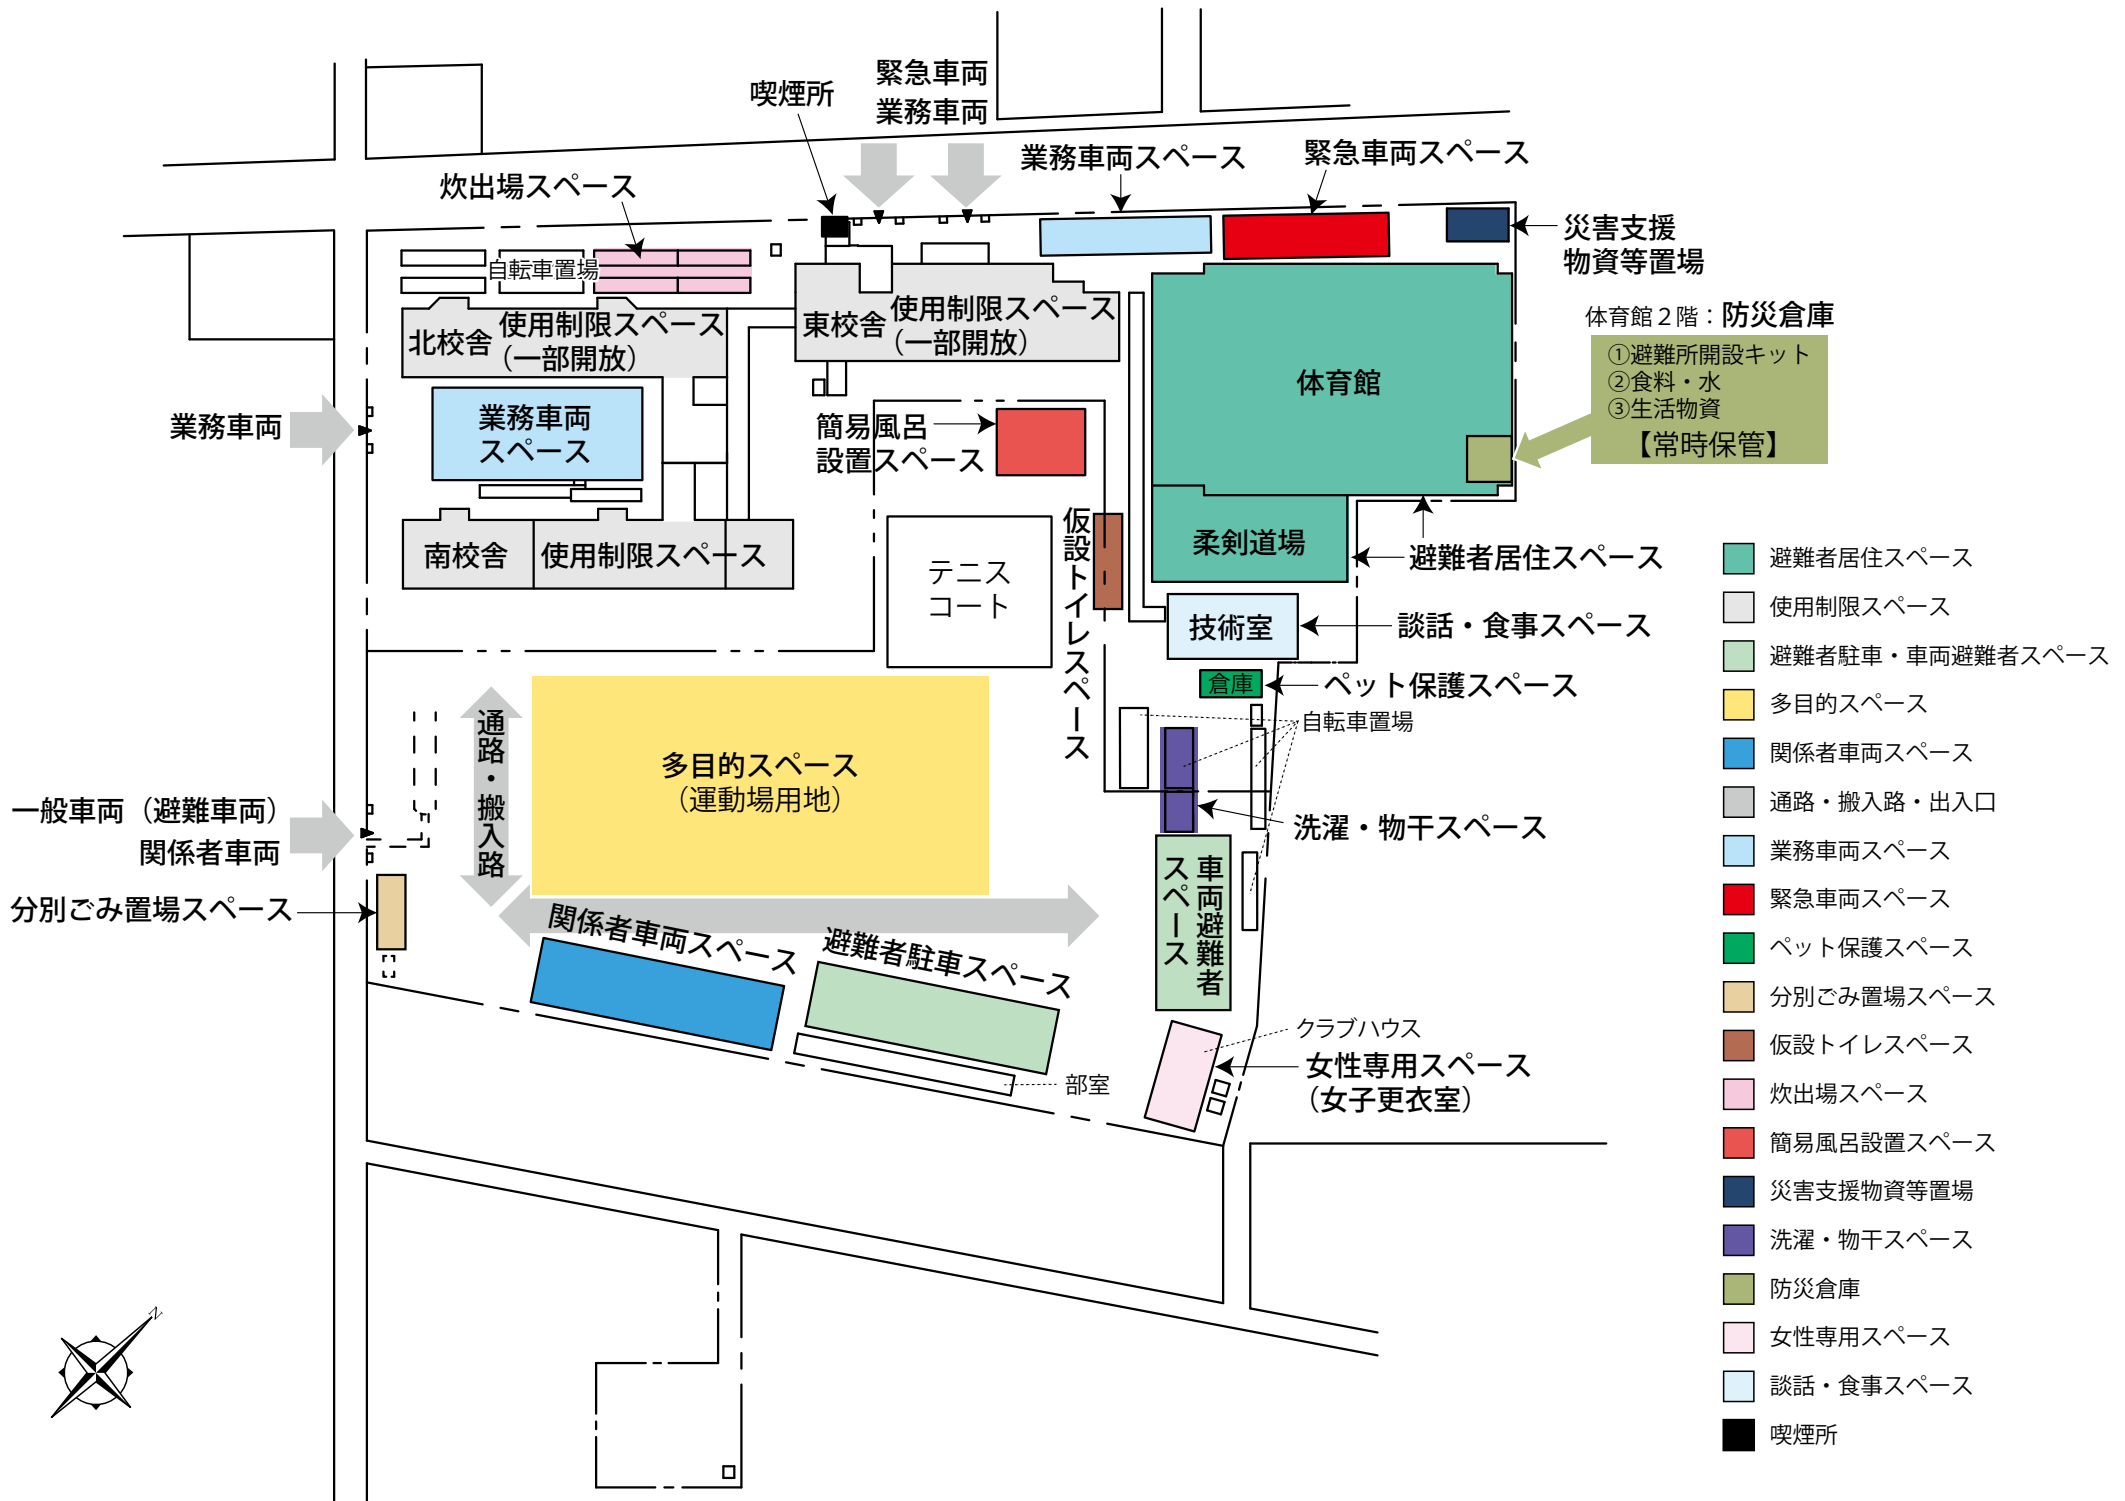 緊急車両
業務車両
喫煙所
業務車両スペース
緊急車両スペース
炊出場スペース
災害支援
物資等置場
自転車置場
北校舎
使用制限スペース
（一部開放）
東校舎
使用制限スペース
（一部開放）
体育館２階：防災倉庫
①避難所開設キット
②食料・水
③生活物資
【常時保管】
体育館
業務車両
業務車両
スペース
簡易風呂
設置スペース
仮設トイレスペース
南校舎
使用制限スペース
テニス
コート
柔剣道場
避難者居住スペース
技術室
談話・食事スペース
倉庫
ペット保護スペース
自転車置場
通路・搬入路
多目的スペース
（運動場用地）
一般車両（避難車両）
関係者車両
洗濯・物干スペース
車両避難者
スペース
分別ごみ置場スペース
関係者車両スペース
避難者駐車スペース
クラブハウス
女性専用スペース
（女子更衣室）
部室
N
避難者居住スペース
使用制限スペース
避難者駐車・車両避難者スペース
多目的スペース
関係者車両スペース
通路・搬入路・出入口
業務車両スペース
緊急車両スペース
ペット保護スペース
分別ごみ置場スペース
仮設トイレスペース
炊出場スペース
簡易風呂設置スペース
災害支援物資等置場
洗濯・物干スペース
防災倉庫
女性専用スペース
談話・食事スペース
喫煙所